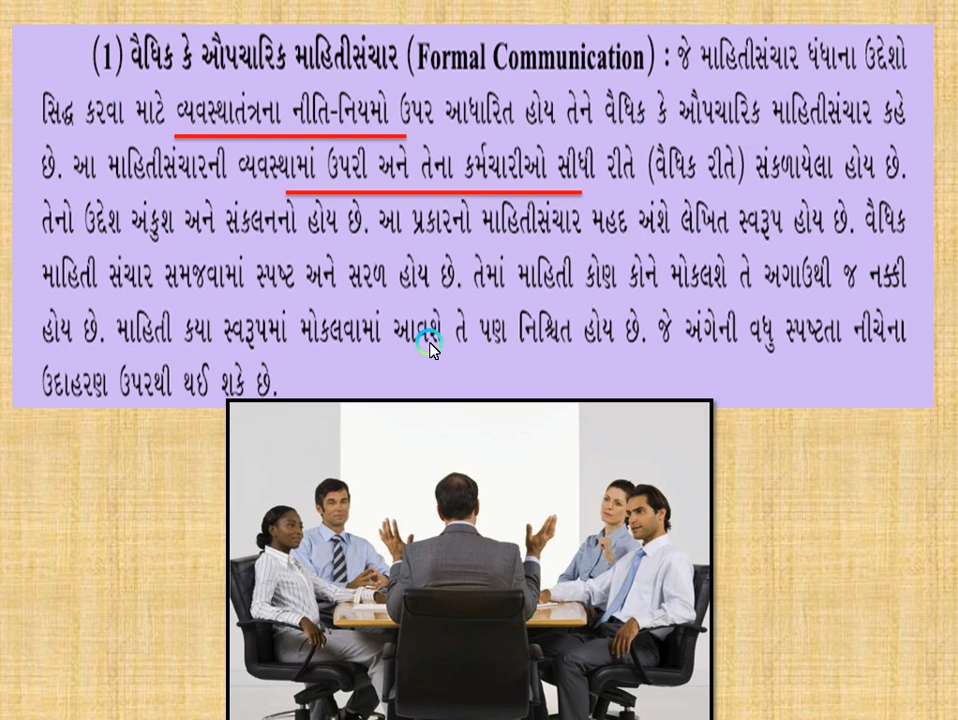 (1) વૈધિક કે ઔપચારિક માહિતીસંચાર (Formal Communication) : જે માહિતીસંચાર ધંધાના ઉદ્દેશો
સિદ્ધ કરવા માટે વ્યવસ્થાતંત્રના નીતિ-નિયમો ઉપર આધારિત હોય તેને વૈધિક કે ઔપચારિક માહિતીસંચાર કહે
છે. આ માહિતીસંચારની વ્યવસ્થામાં ઉપરી અને તેના કર્મચારીઓ સીધી રીતે (વૈધિક રીતે) સંકળાયેલા હોય છે.
તેનો ઉદ્દેશ અંકુશ અને સંકલનનો હોય છે. આ પ્રકારનો માહિતીસંચાર મહદ અંશે લેખિત સ્વરૂપ હોય છે. વૈધિક
માહિતી સંચાર સમજવામાં સ્પષ્ટ અને સરળ હોય છે. તેમાં માહિતી કોણ કોને મોકલશે તે અગાઉથી જ નક્કી
હોય છે. માહિતી કયા સ્વરૂપમાં મોકલવામાં આવશે તે પણ નિશ્ચિત હોય છે. જે અંગેની વધુ સ્પષ્ટતા નીચેના
ઉદાહરણ ઉપરથી થઈ શકે છે.